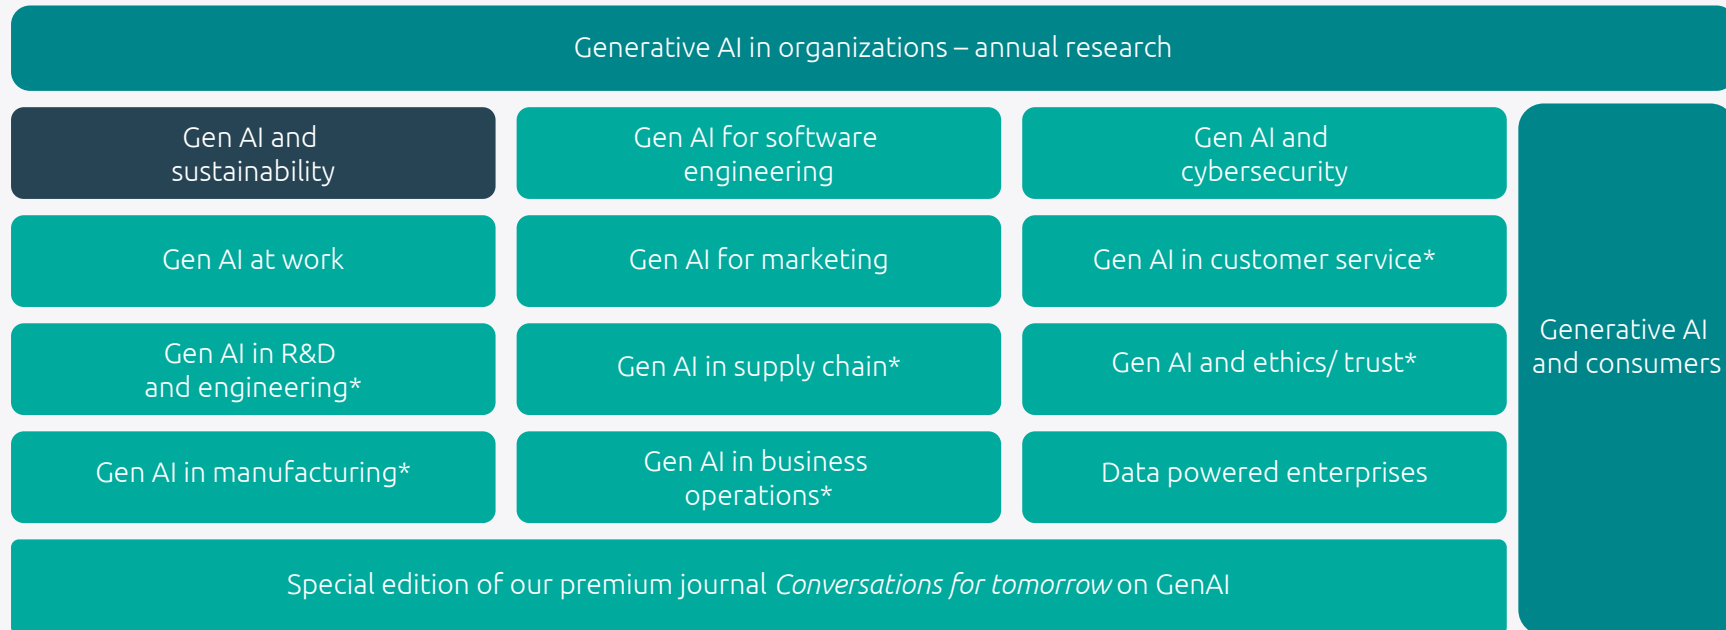 Generative AI in organizations – annual research
Gen AI and
sustainability
Gen AI for software
engineering
Gen AI and
cybersecurity
Gen AI at work
Gen AI for marketing
Gen AI in customer service*
Gen AI in R&D
and engineering*
Gen AI in supply chain*
Gen AI and ethics/ trust*
Gen AI in manufacturing*
Gen AI in business
operations*
Data powered enterprises
Generative AI
and consumers
Special edition of our premium journal Conversations for tomorrow on GenAI